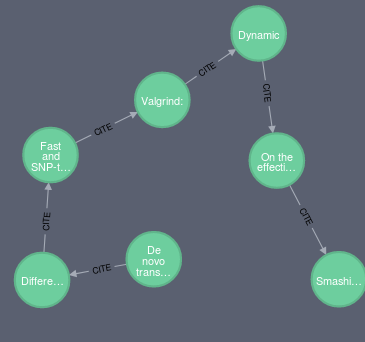 Dynamic
CITE
Valgrind:
CITE
CITE
Fast
and
SNP-t...
On the
effecti...
CITE
CITE
De
novo
trans...
CITE
Differe...
Smashi...